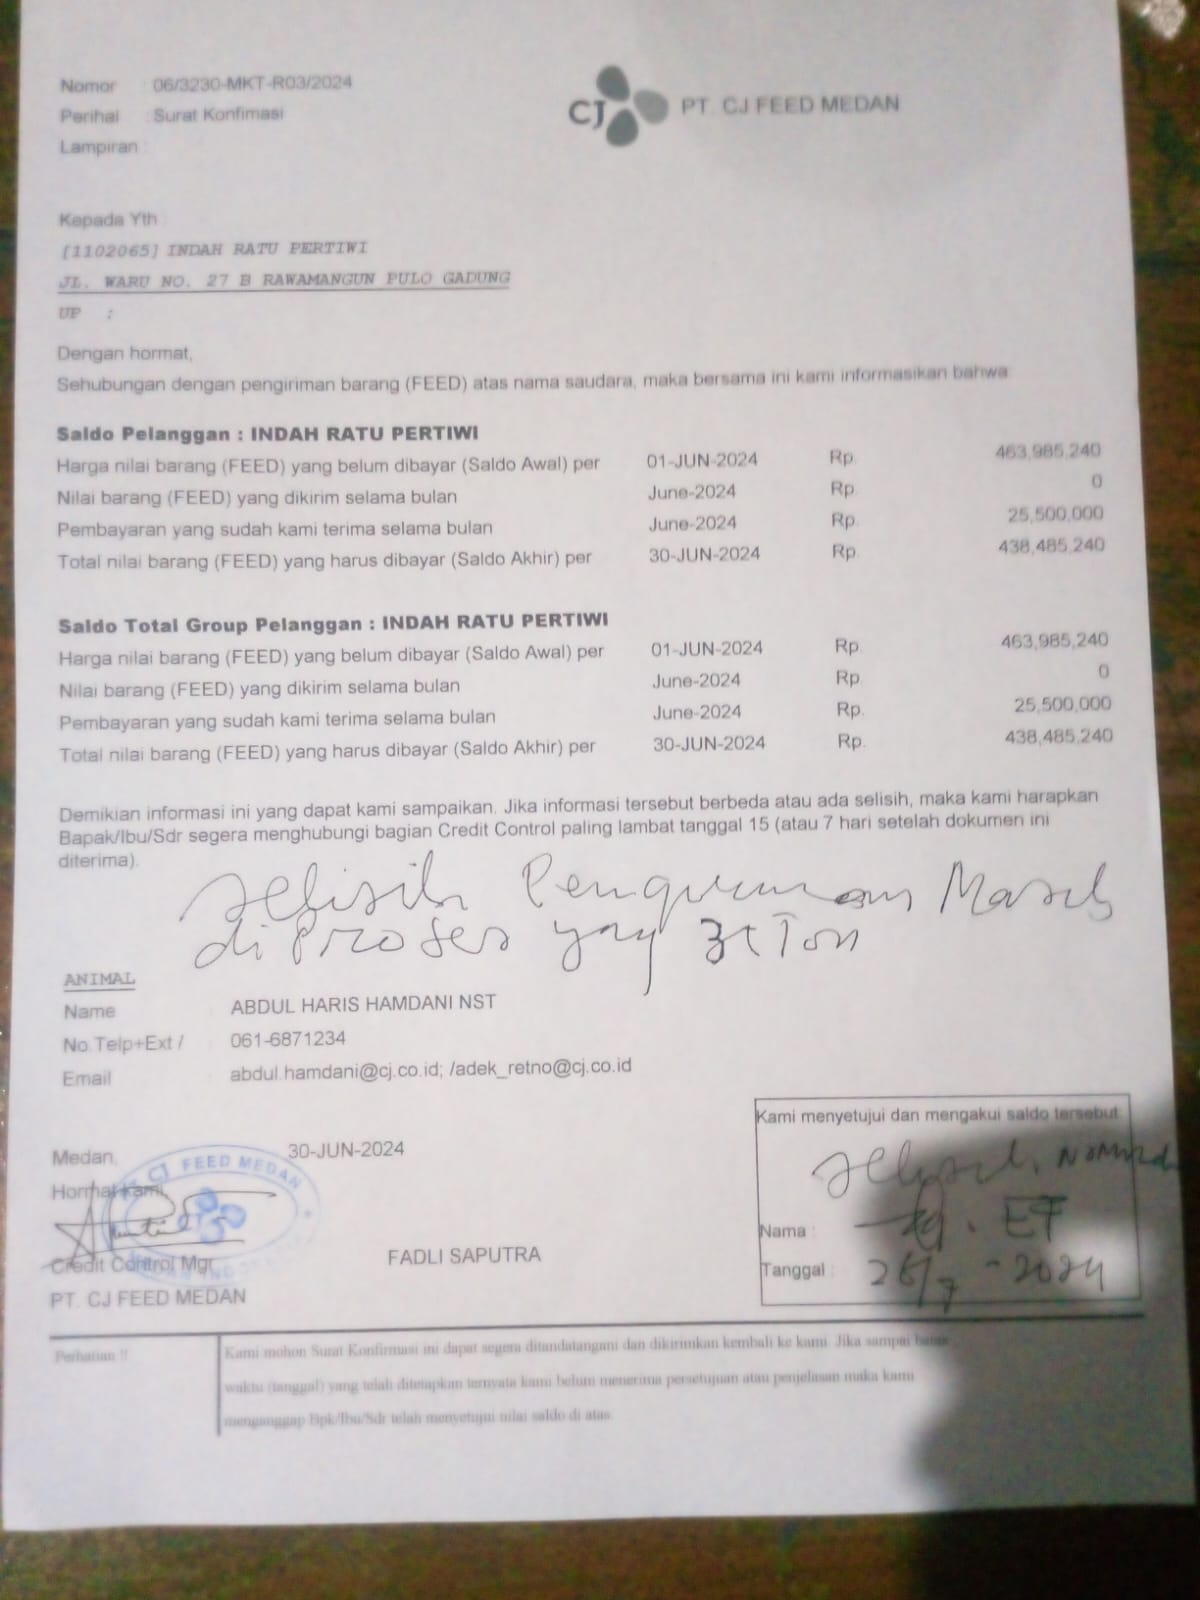 Nomor : 06/3230-MKT-R03/2024
Perihal : Surat Konfimasi
Lampiran :
CJ PT. CJ FEED MEDAN
Kepada Yth
[1102065] INDAH RATU PERTIWI
JL. WARU NO. 27 B RAWAMANGUN PULO GADUNG
UP :
Dengan hormat,
Sehubungan dengan pengiriman barang (FEED) atas nama saudara, maka bersama ini kami informasikan bahwa
Saldo Pelanggan : INDAH RATU PERTIWI
Harga nilai barang (FEED) yang belum dibayar (Saldo Awal) per 01-JUN-2024 Rp. 463,985,240
Nilai barang (FEED) yang dikirim selama bulan June-2024 Rp. 0
Pembayaran yang sudah kami terima selama bulan June-2024 Rp. 25,500,000
Total nilai barang (FEED) yang harus dibayar (Saldo Akhir) per 30-JUN-2024 Rp. 438,485,240
Saldo Total Group Pelanggan : INDAH RATU PERTIWI
Harga nilai barang (FEED) yang belum dibayar (Saldo Awal) per 01-JUN-2024 Rp. 463,985,240
Nilai barang (FEED) yang dikirim selama bulan June-2024 Rp. 0
Pembayaran yang sudah kami terima selama bulan June-2024 Rp. 25,500,000
Total nilai barang (FEED) yang harus dibayar (Saldo Akhir) per 30-JUN-2024 Rp. 438,485,240
Demikian informasi ini yang dapat kami sampaikan. Jika informasi tersebut berbeda atau ada selisih, maka kami harapkan
Bapak/Ibu/Sdr segera menghubungi bagian Credit Control paling lambat tanggal 15 (atau 7 hari setelah dokumen ini
diterima).
selisih Masih
diproses yay Ton
ANIMAL
Name : ABDUL HARIS HAMDANI NST
No.Telp+Ext / : 061-6871234
Email : abdul.hamdani@cj.co.id; /adek_retno@cj.co.id
Kami menyetujui dan mengakui saldo tersebut:
selisih
Nama :
Tanggal : 26/7 - 2024
Medan, 30-JUN-2024
Hormat kami,
CJ FEED MEDAN
Credit Control Mgr. FADLI SAPUTRA
PT. CJ FEED MEDAN
Perhatian !!
Kami mohon Surat Konfirmasi ini dapat segera ditandatangani dan dikirimkan kembali ke kami. Jika sampai batas
waktu (tanggal) yang telah ditetapkan ternyata kami belum menerima persetujuan atau penjelasan maka kami
menganggap Bpk/Ibu/Sdr telah menyetujui nilai saldo di atas.